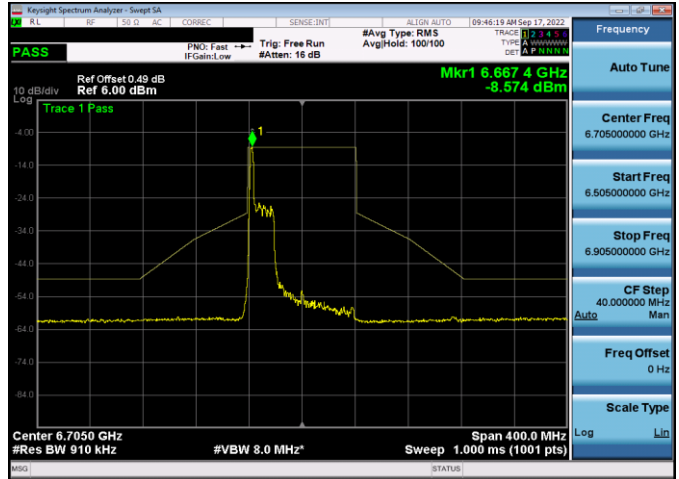 Keysight Spectrum Analyzer - Swept SA
RL RF 50 Ω AC CORREC SENSE:INT ALIGN AUTO 09:46:19 AM Sep 17, 2022
PASS
PNO: Fast
IFGain:Low
Trig: Free Run
#Atten: 16 dB
#Avg Type: RMS
Avg|Hold: 100/100
TRACE 1 2 3 4 5 6
TYPE A WWWWW
DET A P N N N N
Ref Offset 0.49 dB
10 dB/div Ref 6.00 dBm
Log
Mkr1 6.667 4 GHz
-8.574 dBm
Trace 1 Pass
1
-4.00
-14.0
-24.0
-34.0
-44.0
-54.0
-64.0
-74.0
-84.0
Center 6.7050 GHz Span 400.0 MHz
#Res BW 910 kHz #VBW 8.0 MHz* Sweep 1.000 ms (1001 pts)
MSG STATUS
Frequency
Auto Tune
Center Freq
6.705000000 GHz
Start Freq
6.505000000 GHz
Stop Freq
6.905000000 GHz
CF Step
40.000000 MHz
Auto Man
Freq Offset
0 Hz
Scale Type
Log Lin